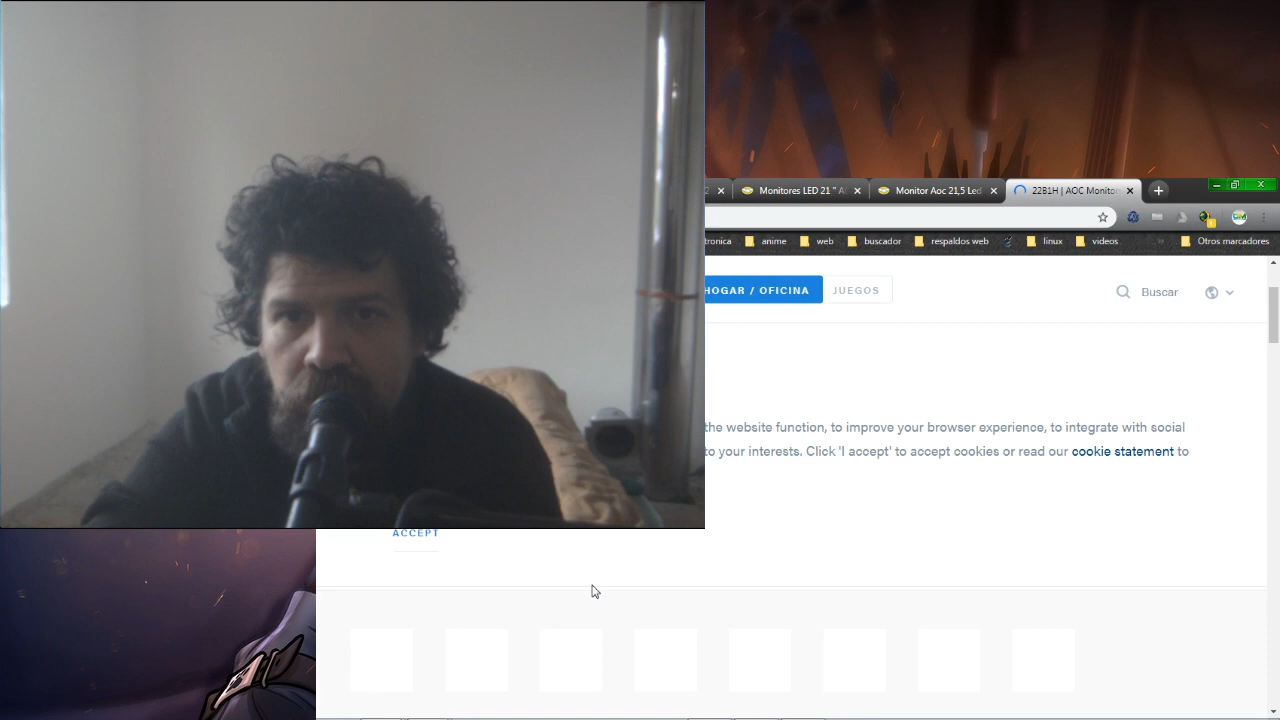 2
Monitores LED 21 " A
Monitor Aoc 21,5 Led
22B1H | AOC Monitor
tronica
anime
web
buscador
respaldos web
linux
videos
Otros marcadores
HOGAR / OFICINA
JUEGOS
Buscar
the website function, to improve your browser experience, to integrate with social
to your interests. Click 'I accept' to accept cookies or read our cookie statement to
ACCEPT